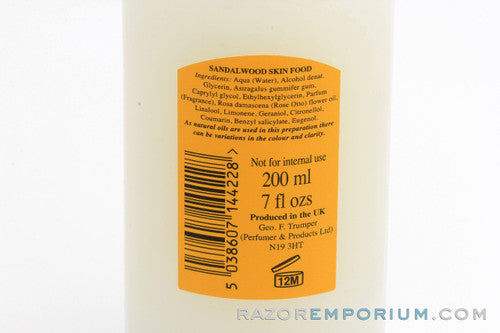 SANDALWOOD SKIN FOOD
Ingredients: Aqua (Water), Alcohol denat.
Glycerin, Astragalus gummifer gum,
Caprylyl glycol, Ethylhexylglycerin, Parfum
(Fragrance), Rosa damascena (Rose Otto) flower oil,
Linalool, Limonene, Geraniol, Citronellol,
Coumarin, Benzyl salicylate, Eugenol.
As natural oils are used in this preparation there
can be variations in the colour and clarity.
5 038607 144228 >
Not for internal use
200 ml
7 fl ozs
Produced in the UK
Geo. F. Trumper
(Perfumer & Products Ltd)
N19 3HT
12M
RAZOREMPORIUM.COM